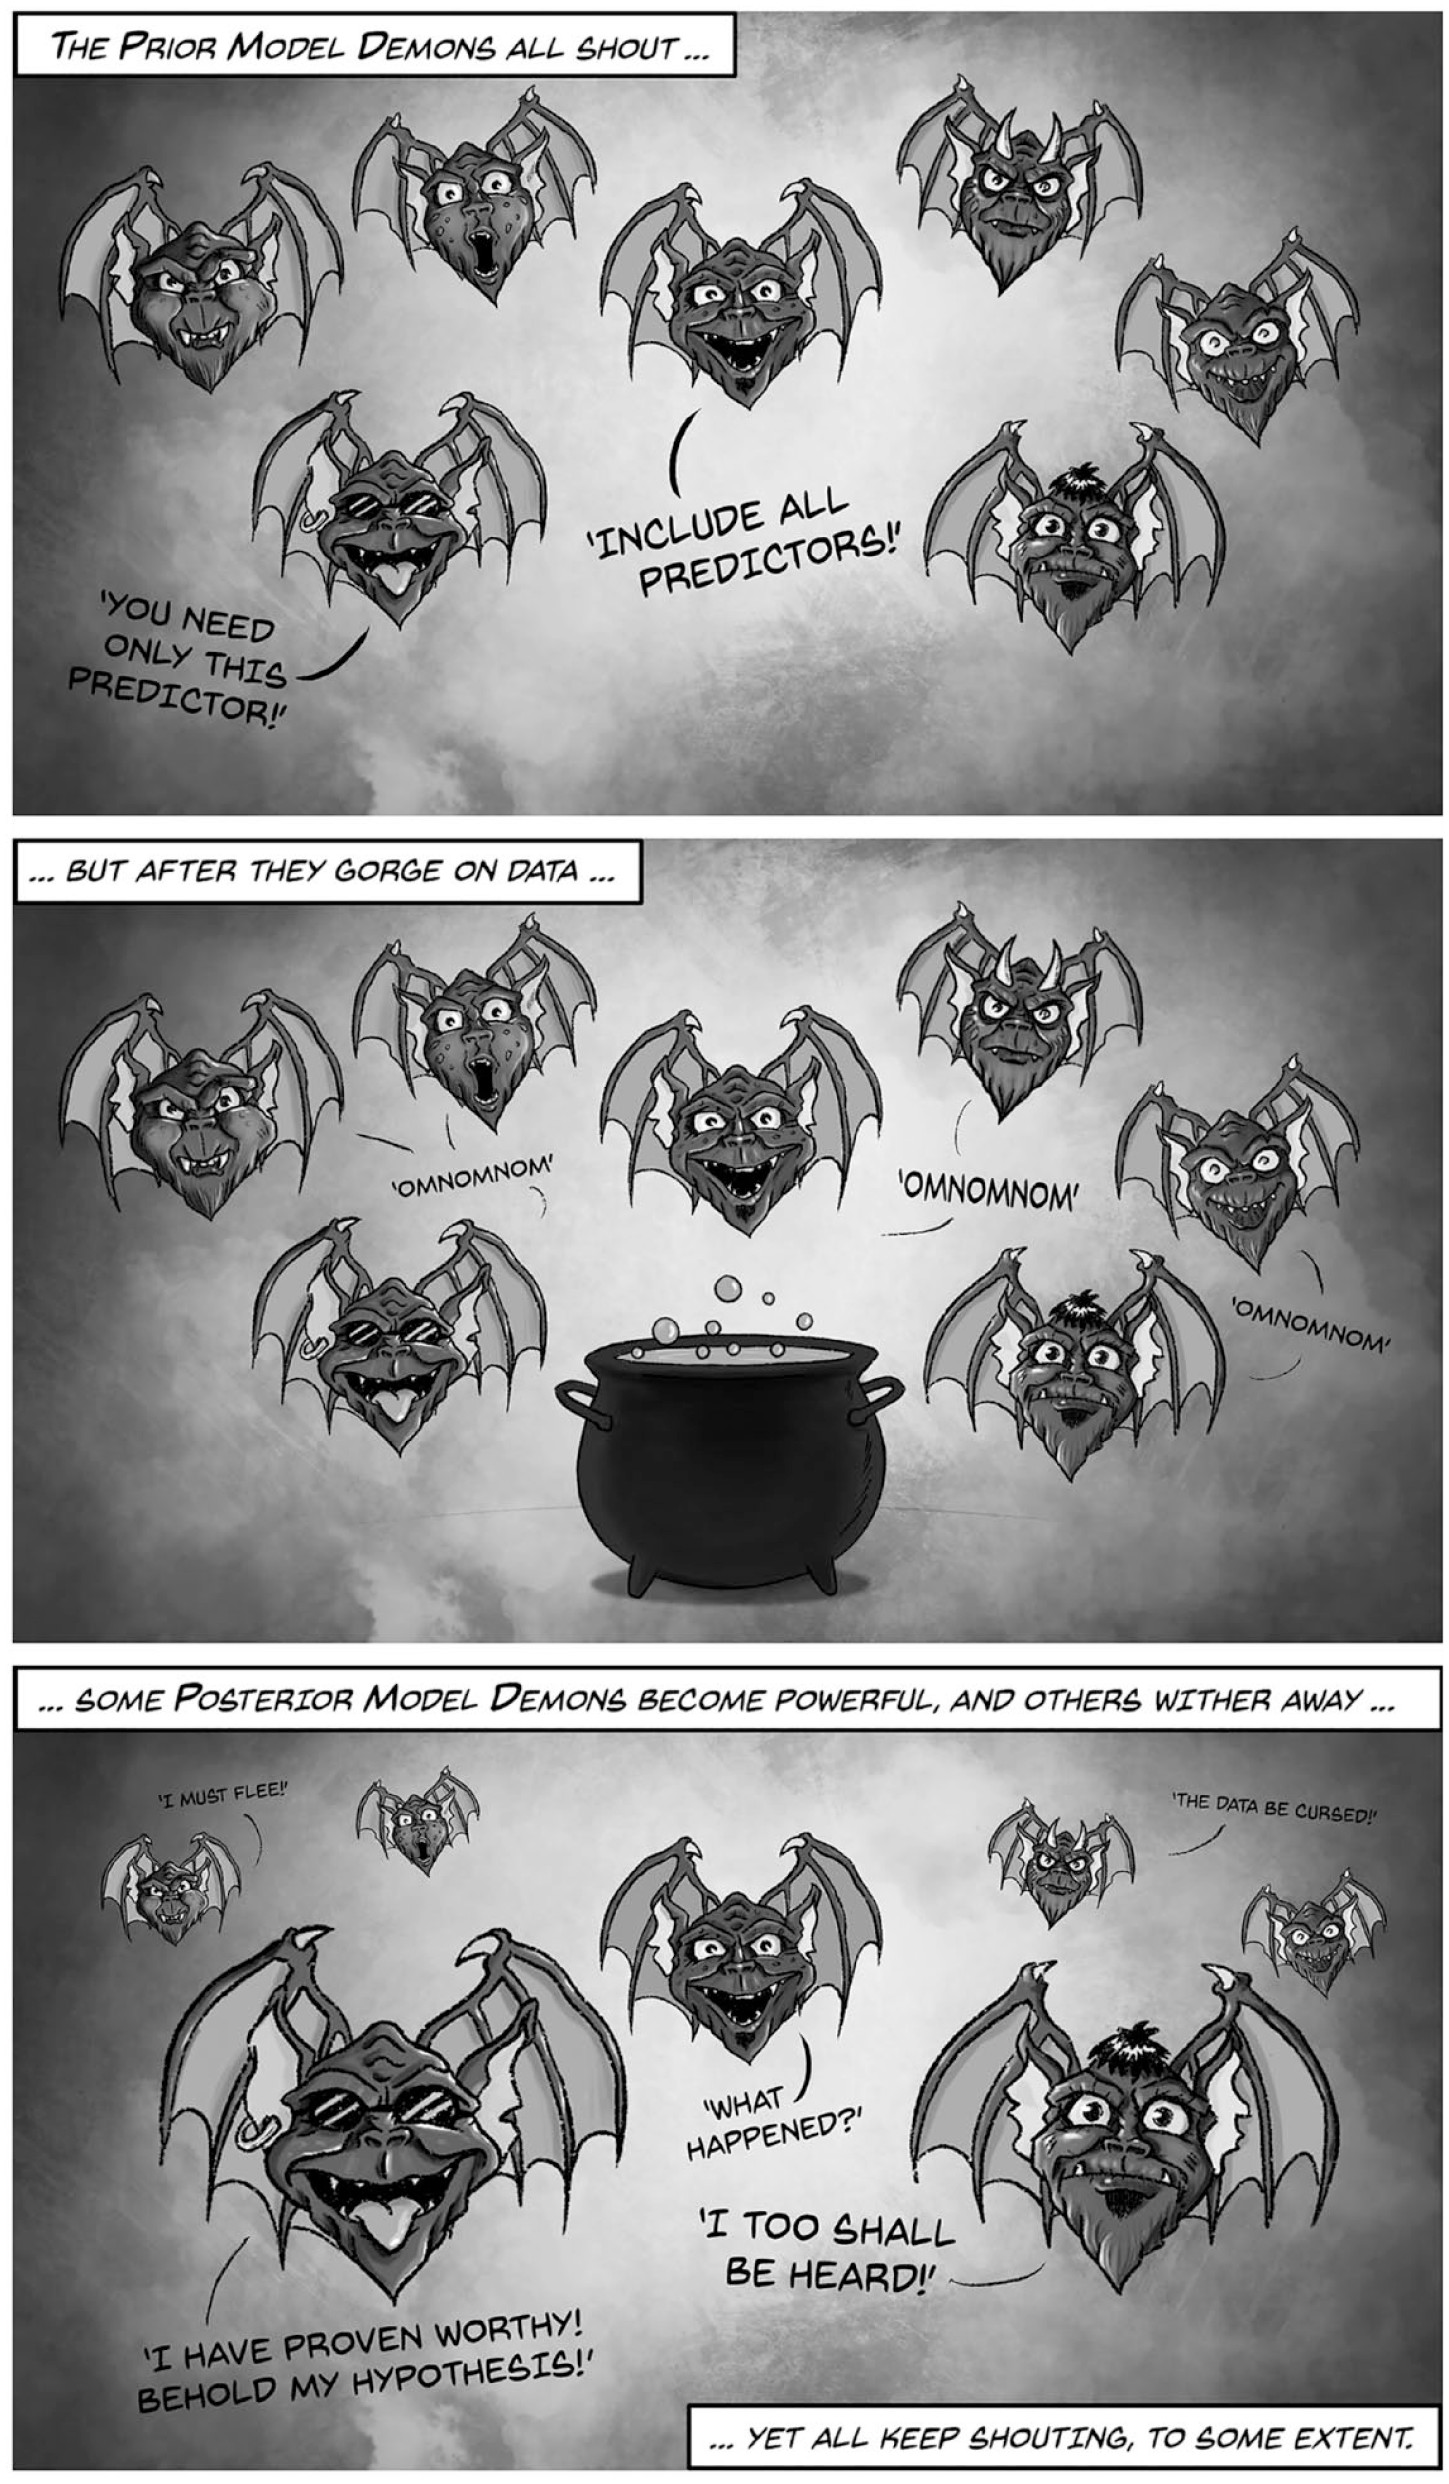 The Prior Model Demons all shout ...
'Include all
predictors!'
'You need
only this
predictor!'
... but after they gorge on data ...
'Omnomnom'
'Omnomnom'
'Omnomnom'
... some Posterior Model Demons become powerful, and others wither away ...
'I must flee!'
'The data be cursed!'
'What
happened?'
'I too shall
be heard!'
'I have proven worthy!
Behold my hypothesis!'
... yet all keep shouting, to some extent.